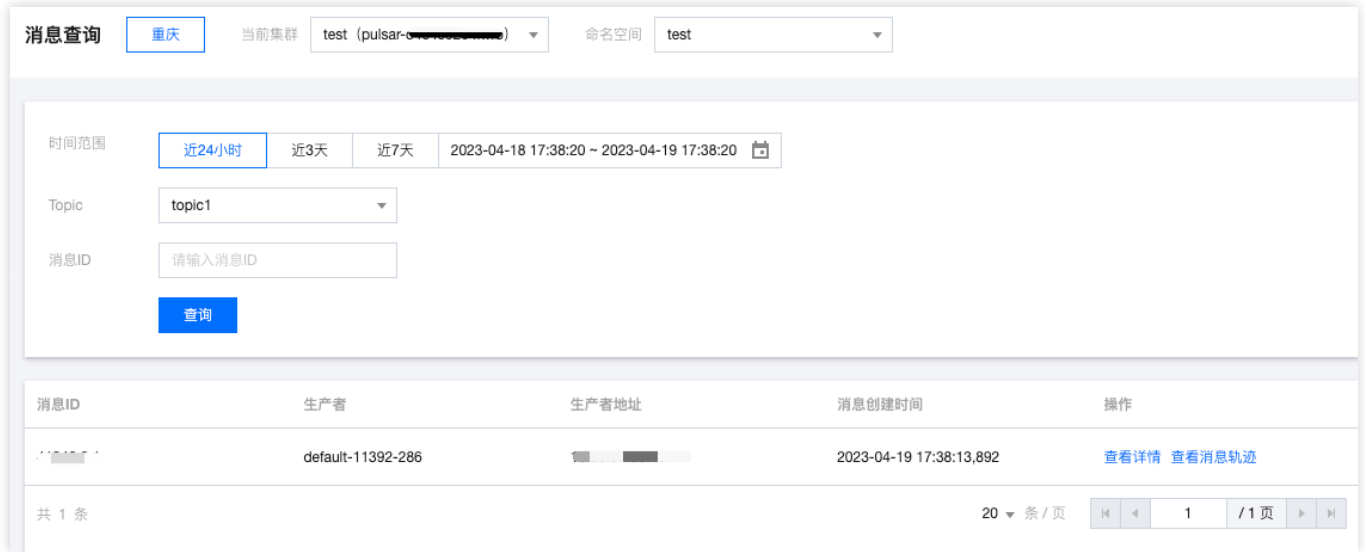 消息查询 重庆 当前集群 test（pulsar- ） 命名空间 test
时间范围 近24小时 近3天 近7天 2023-04-18 17:38:20 ~ 2023-04-19 17:38:20
Topic topic1
消息ID 请输入消息ID
查询
消息ID 生产者 生产者地址 消息创建时间 操作
default-11392-286 2023-04-19 17:38:13,892 查看详情 查看消息轨迹
共 1 条 20 条 / 页 1 / 1 页